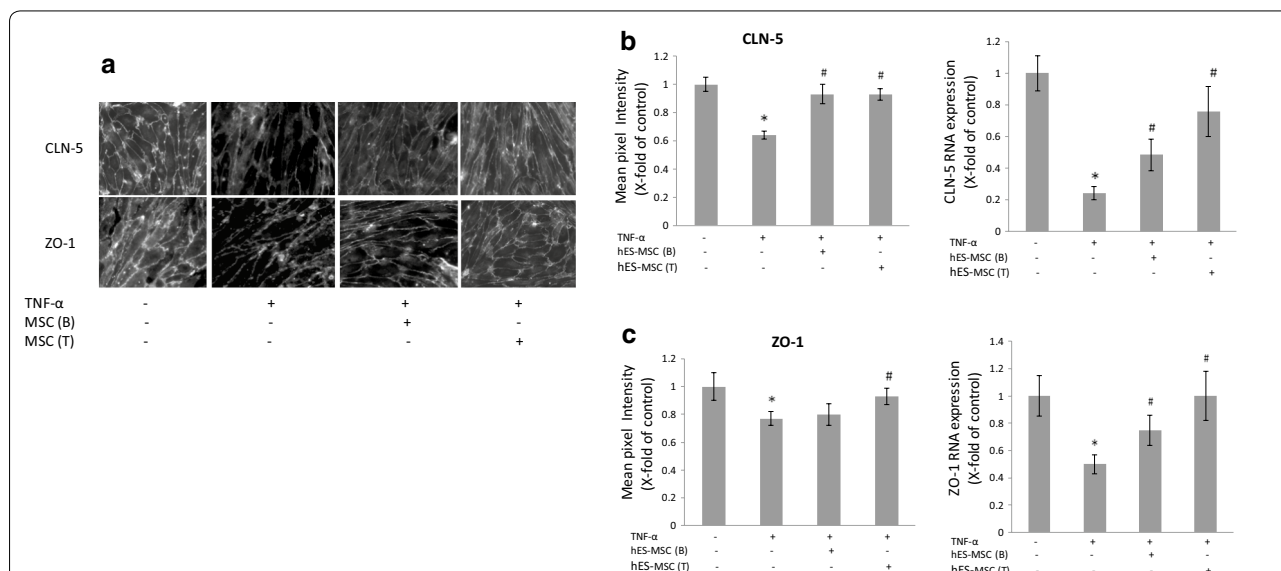 a
CLN-5
ZO-1
TNF-α - + + +
MSC (B) - - + -
MSC (T) - - - +
b
CLN-5
Mean pixel Intensity
(X-fold of control)
1.2
1
0.8
0.6
0.4
0.2
0
* # #
TNF-α - + + +
hES-MSC (B) - - + -
hES-MSC (T) - - - +
CLN-5 RNA expression
(X-fold of control)
1.2
1
0.8
0.6
0.4
0.2
0
* # #
TNF-α - + + +
hES-MSC (B) - - + -
hES-MSC (T) - - - +
c
ZO-1
Mean pixel Intensity
(X-fold of control)
1.2
1
0.8
0.6
0.4
0.2
0
* #
TNF-α - + + +
hES-MSC (B) - - + -
hES-MSC (T) - - - +
ZO-1 RNA expression
(X-fold of control)
1.4
1.2
1
0.8
0.6
0.4
0.2
0
* # #
TNF-α - + + +
hES-MSC (B) - - + -
hES-MSC (T) - - - +